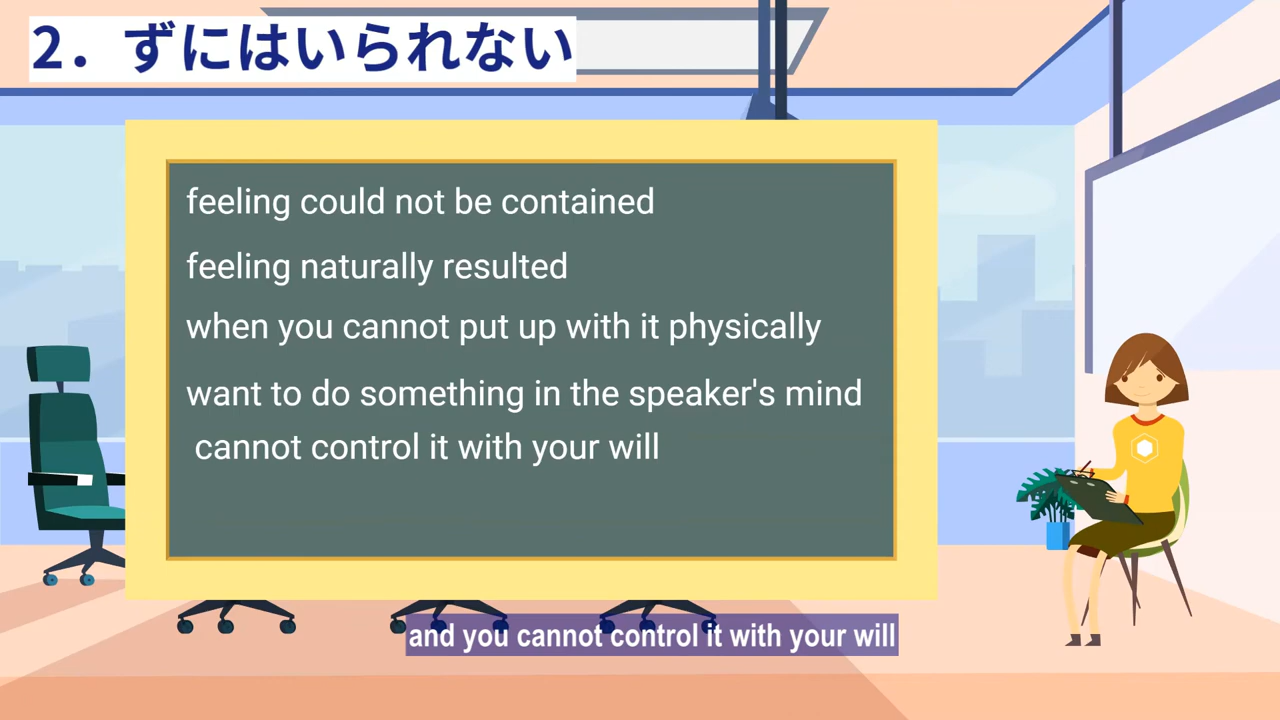 2．ずにはいられない
feeling could not be contained
feeling naturally resulted
when you cannot put up with it physically
want to do something in the speaker's mind
cannot control it with your will
and you cannot control it with your will